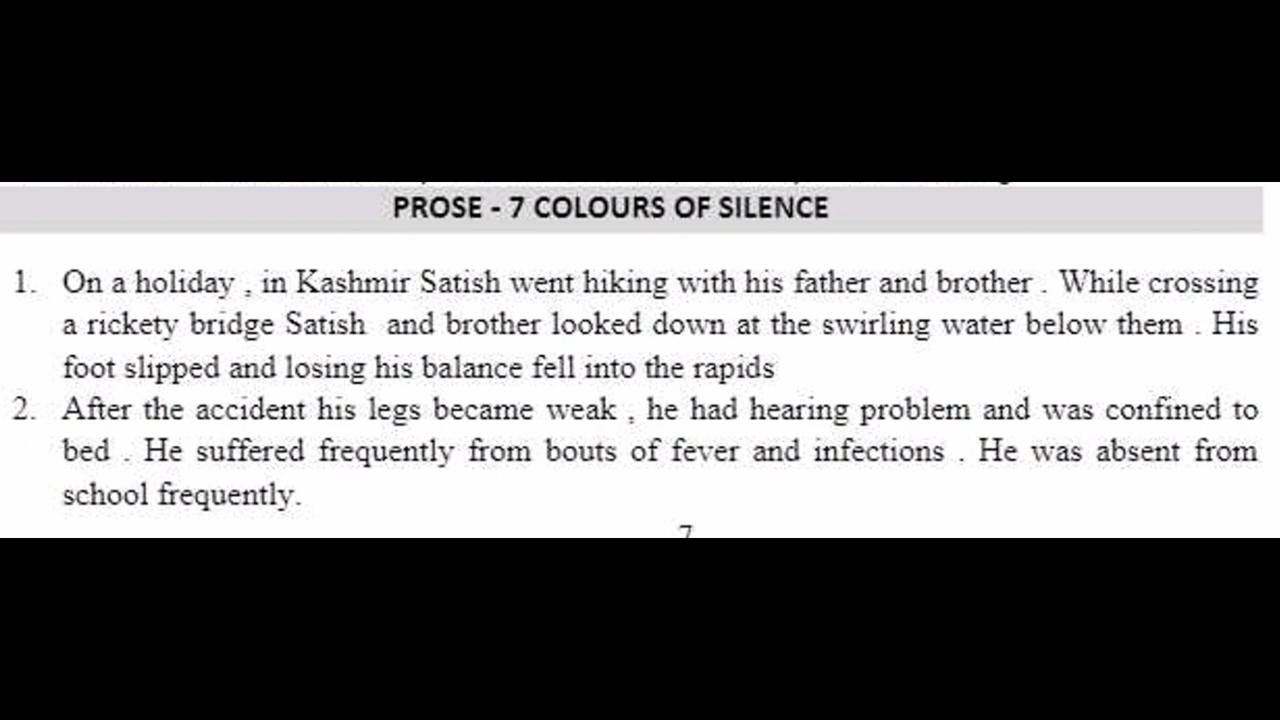 PROSE - 7 COLOURS OF SILENCE
1. On a holiday , in Kashmir Satish went hiking with his father and brother . While crossing
a rickety bridge Satish and brother looked down at the swirling water below them . His
foot slipped and losing his balance fell into the rapids
2. After the accident his legs became weak , he had hearing problem and was confined to
bed . He suffered frequently from bouts of fever and infections . He was absent from
school frequently.
7